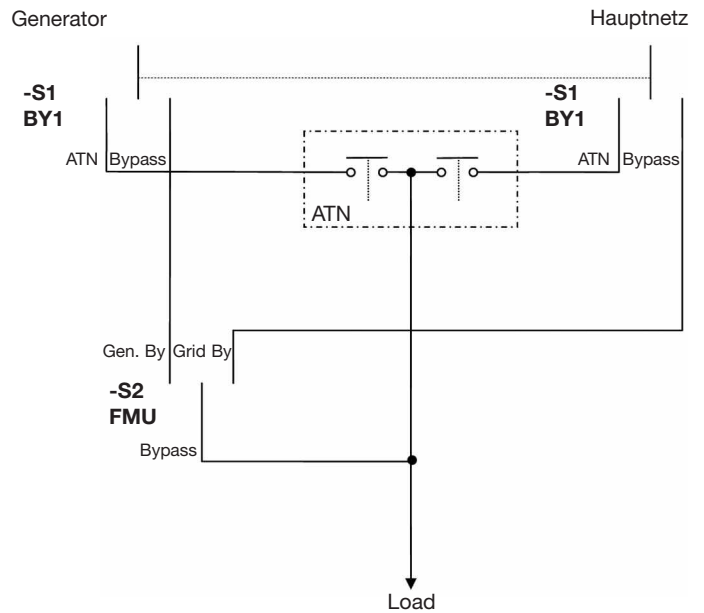 Generator
Hauptnetz
-S1
BY1
-S1
BY1
ATN
Bypass
ATN
Bypass
ATN
Gen. By
Grid By
-S2
FMU
Bypass
Load